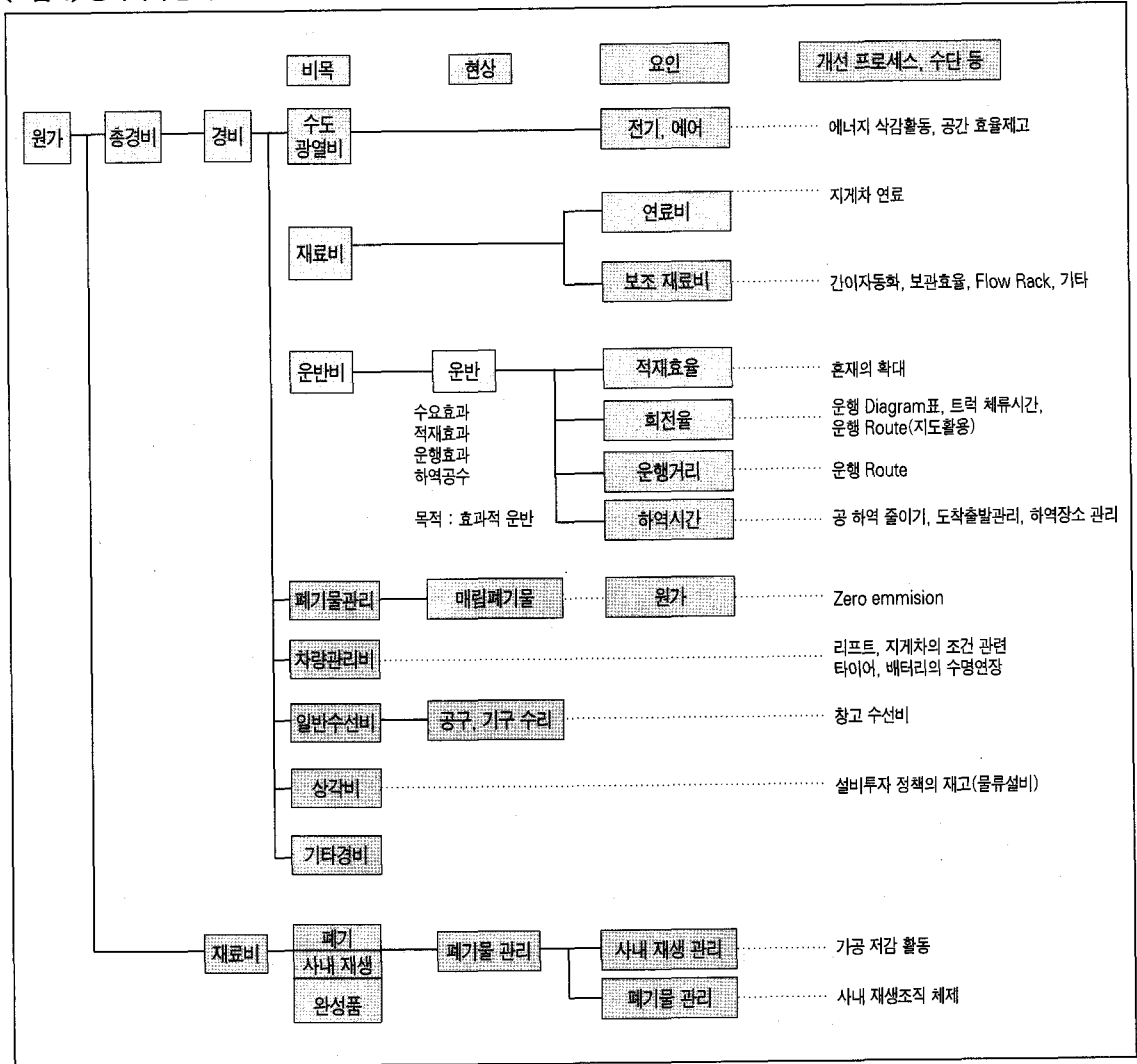 비목 현상 요인 개선 프로세스, 수단 등
원가 총경비 경비 수도 전기, 에어 에너지 삭감활동, 공간 효율제고
광열비
연료비 지게차 연료
재료비
보조 재료비 간이자동화, 보관효율, Flow Rack, 기타
운반비 운반 적재효율 혼재의 확대
수요효과
적재효과
운행효과
하역공수
회전율 운행 Diagram표, 트럭 체류시간,
운행 Route(지도활용)
운행거리 운행 Route
목적 : 효과적 운반 하역시간 공 하역 줄이기, 도착출발관리, 하역장소 관리
폐기물관리 매립폐기물 원가 Zero emmision
차량관리비 리프트, 지게차의 조건 관련
타이어, 배터리의 수명연장
일반수선비 공구, 기구 수리 창고 수선비
상각비 설비투자 정책의 재고(물류설비)
기타경비
재료비 폐기 폐기물 관리 사내 재생 관리 가공 저감 활동
사내 재생
완성품 폐기물 관리 사내 재생조직 체제